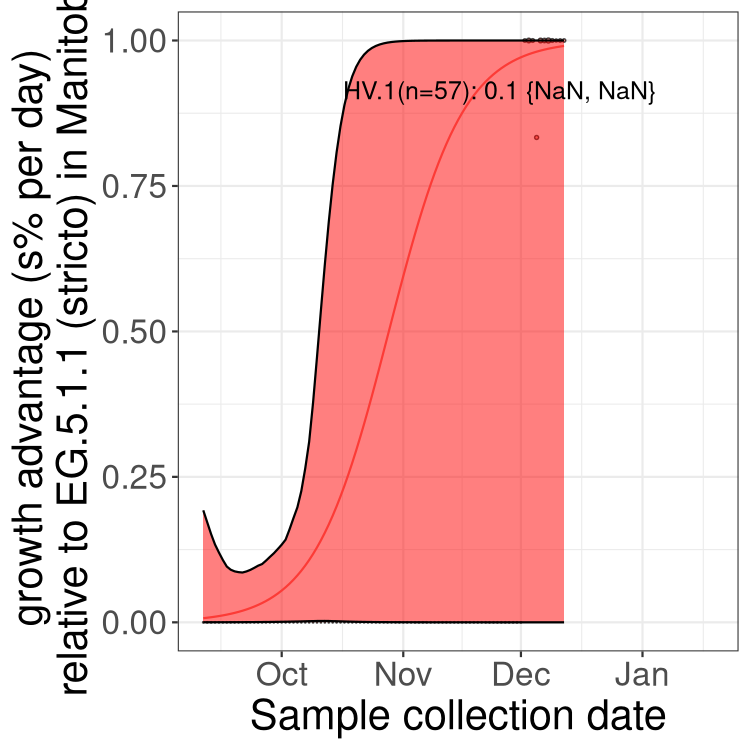 growth advantage (s% per day)
relative to EG.5.1.1 (stricto) in Manitob
1.00
0.75
0.50
0.25
0.00
HV.1(n=57): 0.1 {NaN, NaN}
Oct Nov Dec Jan
Sample collection date